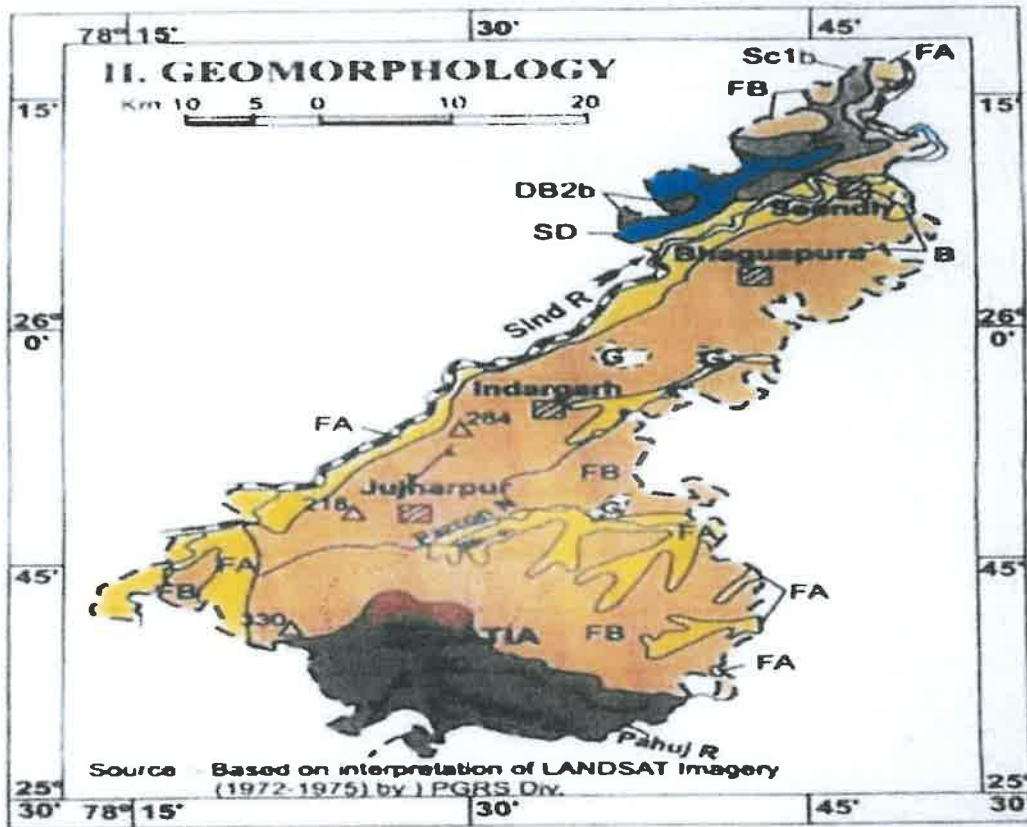 78° 15' 30' 45'
II. GEOMORPHOLOGY
Km 10 5 0 10 20
Sc1b
FA
FB
15'
15'
DB2b
SD
Seondh
B
Bhaguapura
Sind R
26° 0'
26° 0'
G
G
Indargarh
FA
284
FB
Jujharpur
218
G
FA
45'
FA
FB
45'
FA
330
TIA
FB
FA
Pahuj R
Source Based on interpretation of LANDSAT Imagery
(1972-1975) by ) PGRS Div.
25° 30'
25° 30'
78° 15' 30' 45'